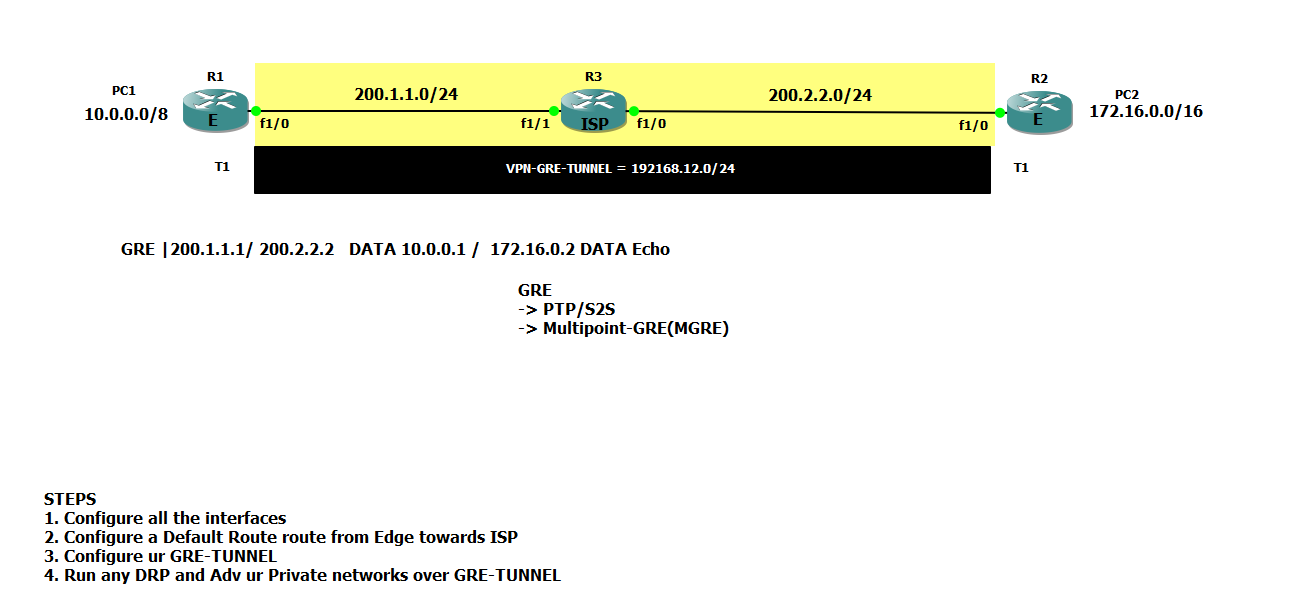 R1
R3
R2
PC1
PC2
10.0.0.0/8
200.1.1.0/24
200.2.2.0/24
172.16.0.0/16
E
ISP
E
f1/0
f1/1
f1/0
f1/0
T1
VPN-GRE-TUNNEL = 192168.12.0/24
T1
GRE |200.1.1.1/ 200.2.2.2 DATA 10.0.0.1 / 172.16.0.2 DATA Echo
GRE
-> PTP/S2S
-> Multipoint-GRE(MGRE)
STEPS
1. Configure all the interfaces
2. Configure a Default Route route from Edge towards ISP
3. Configure ur GRE-TUNNEL
4. Run any DRP and Adv ur Private networks over GRE-TUNNEL